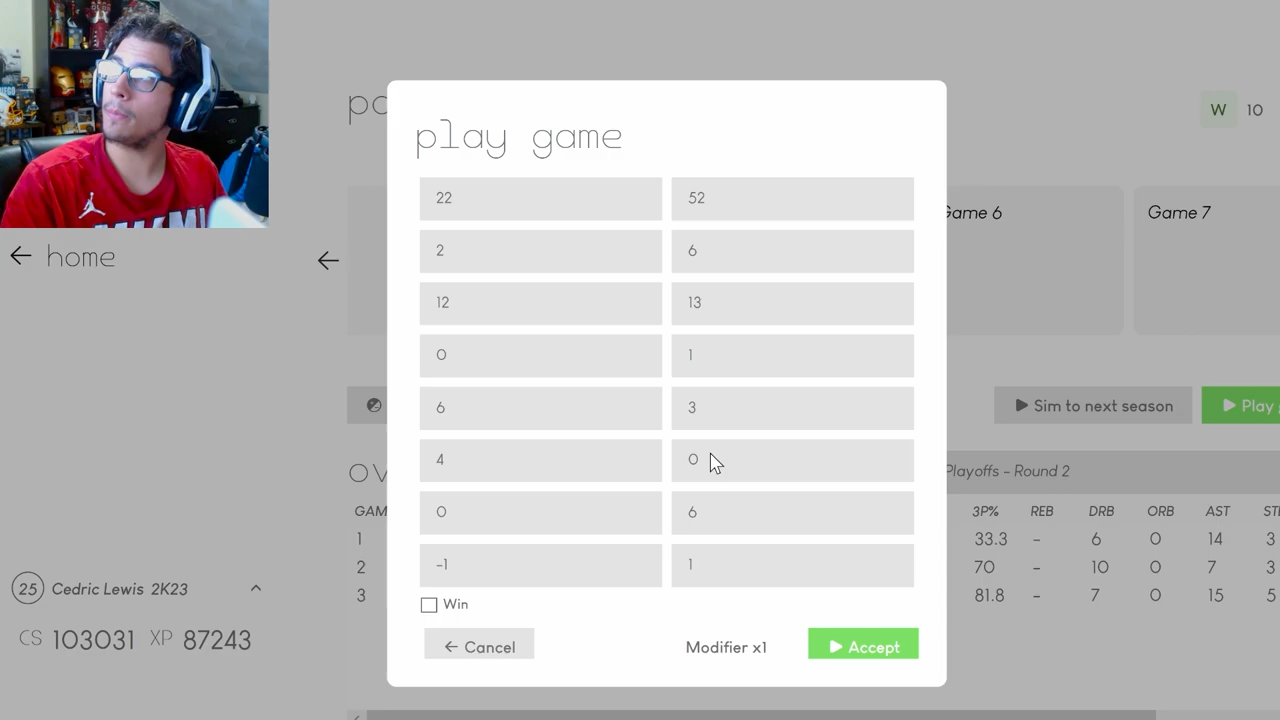 play game
W 10
22 52
2 6
12 13
0 1
6 3
4 0
0 6
-1 1
Win
Cancel
Modifier x1
Accept
home
Game 7
Sim to next season
Play
OV
Playoffs - Round 2
GAM 3P% REB DRB ORB AST ST
1 33.3 - 6 0 14 3
2 70 - 10 0 7 3
3 81.8 - 7 0 15 5
25 Cedric Lewis 2K23
CS 103031 XP 87243